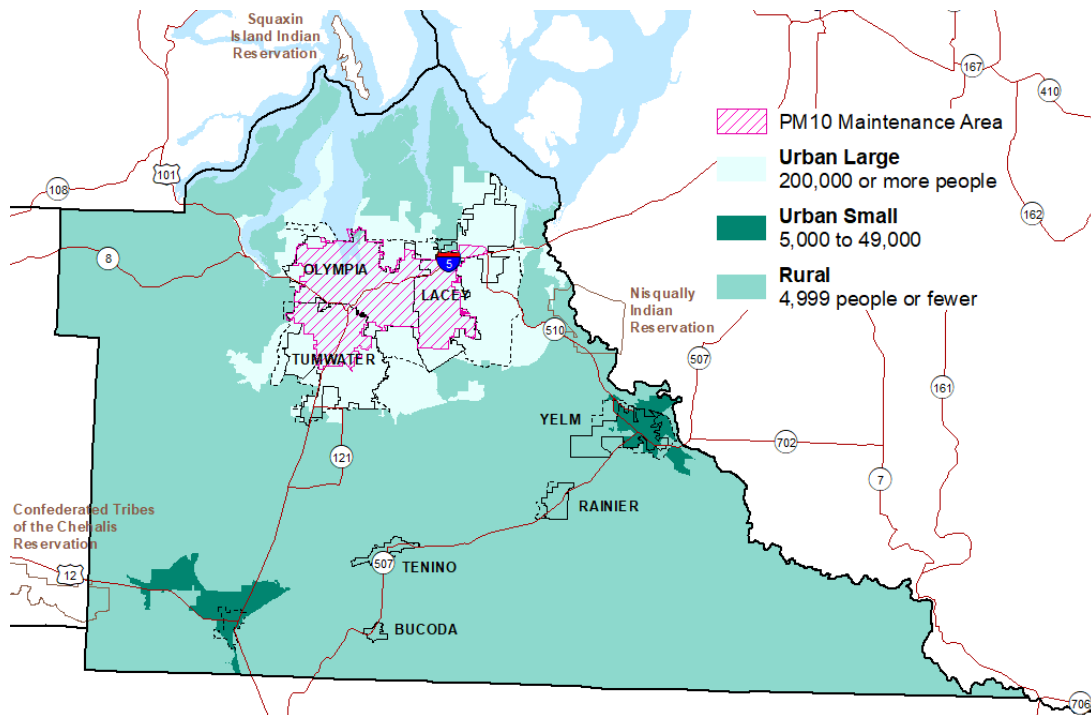 Squaxin
Island Indian
Reservation
167
410
PM10 Maintenance Area
Urban Large
200,000 or more people
101
108
162
Urban Small
5,000 to 49,000
8
5
OLYMPIA
Rural
4,999 people or fewer
LACEY
Nisqually
Indian
Reservation
510
507
TUMWATER
161
YELM
702
121
7
RAINIER
Confederated Tribes
of the Chehalis
Reservation
12
507
TENINO
BUCODA
706